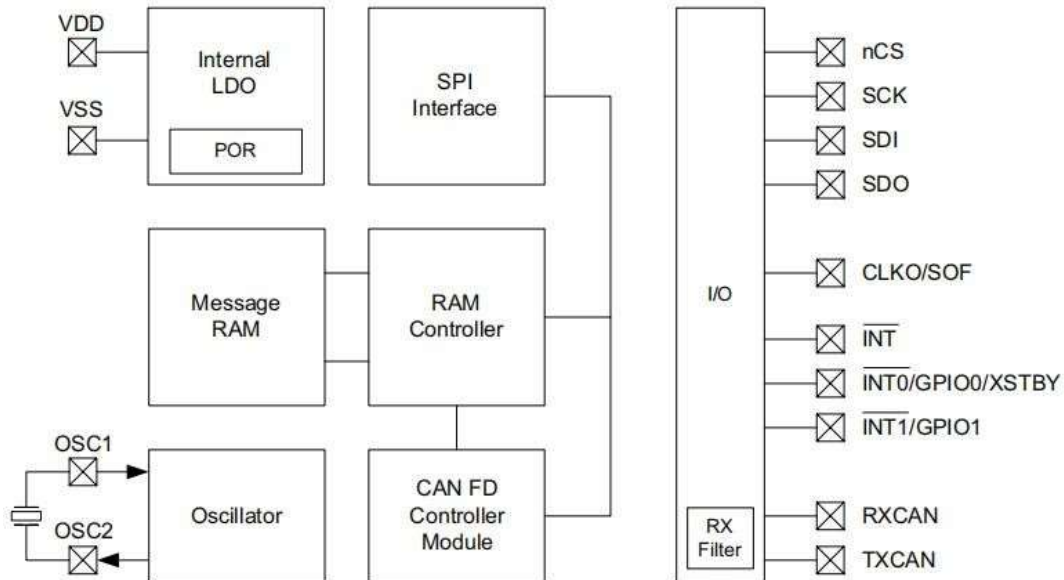 VDD
VSS
Internal
LDO
POR
SPI
Interface
Message
RAM
RAM
Controller
OSC1
OSC2
Oscillator
CAN FD
Controller
Module
I/O
RX
Filter
nCS
SCK
SDI
SDO
CLKO/SOF
INT
INT0/GPIO0/XSTBY
INT1/GPIO1
RXCAN
TXCAN